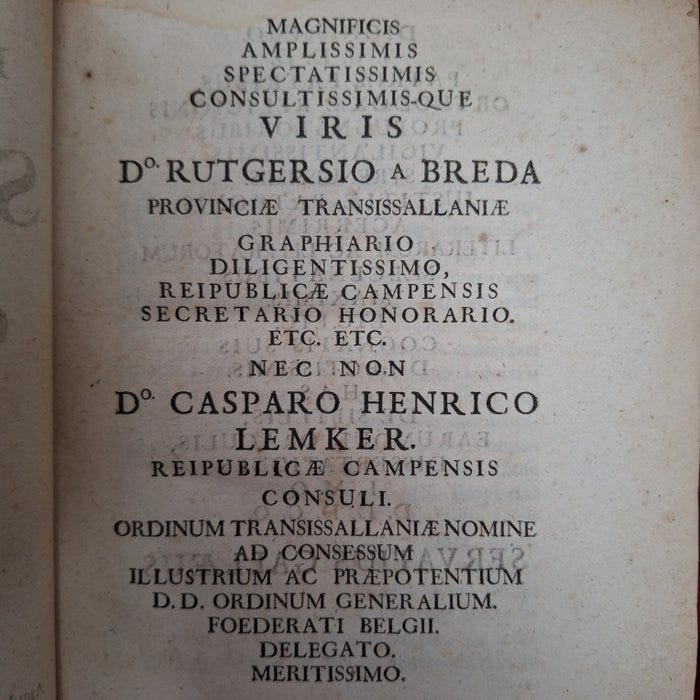 MAGNIFICIS
AMPLISSIMIS
SPECTATISSIMIS
CONSULTISSIMIS-QUE
VIRIS
Dº. RUTGERSIO A BREDA
PROVINCIÆ TRANSISSALLANIÆ
GRAPHIARIO
DILIGENTISSIMO,
REIPUBLICÆ CAMPENSIS
SECRETARIO HONORARIO.
ETC. ETC.
NEC NON
Dº. CASPARO HENRICO
LEMKER.
REIPUBLICÆ CAMPENSIS
CONSULI.
ORDINUM TRANSISSALLANIÆ NOMINE
AD CONSESSUM
ILLUSTRIUM AC PRÆPOTENTIUM
D.D. ORDINUM GENERALIUM.
FOEDERATI BELGII.
DELEGATO.
MERITISSIMO.